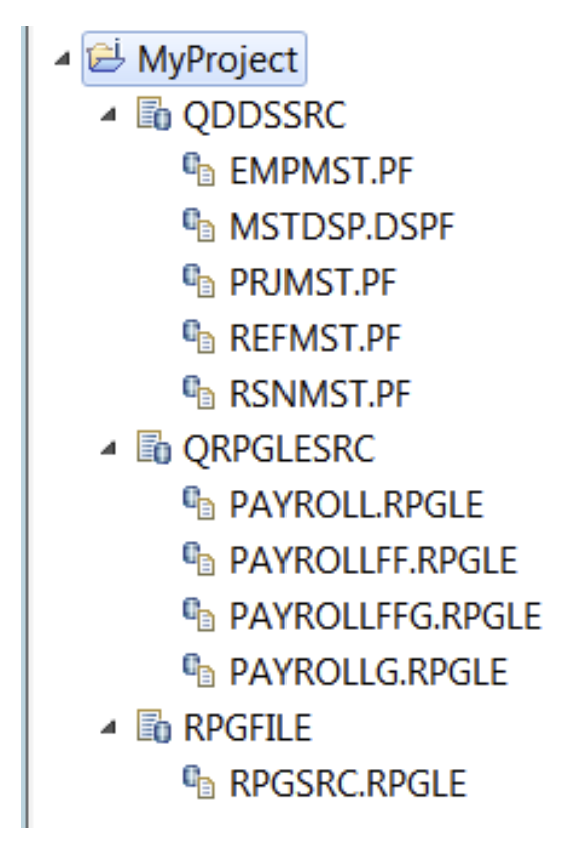 MyProject
QDDSSRC
EMPMST.PF
MSTDSP.DSPF
PRJMST.PF
REFMST.PF
RSNMST.PF
QRPGLESRC
PAYROLL.RPGLE
PAYROLLFF.RPGLE
PAYROLLFFG.RPGLE
PAYROLLG.RPGLE
RPGFILE
RPGSRC.RPGLE